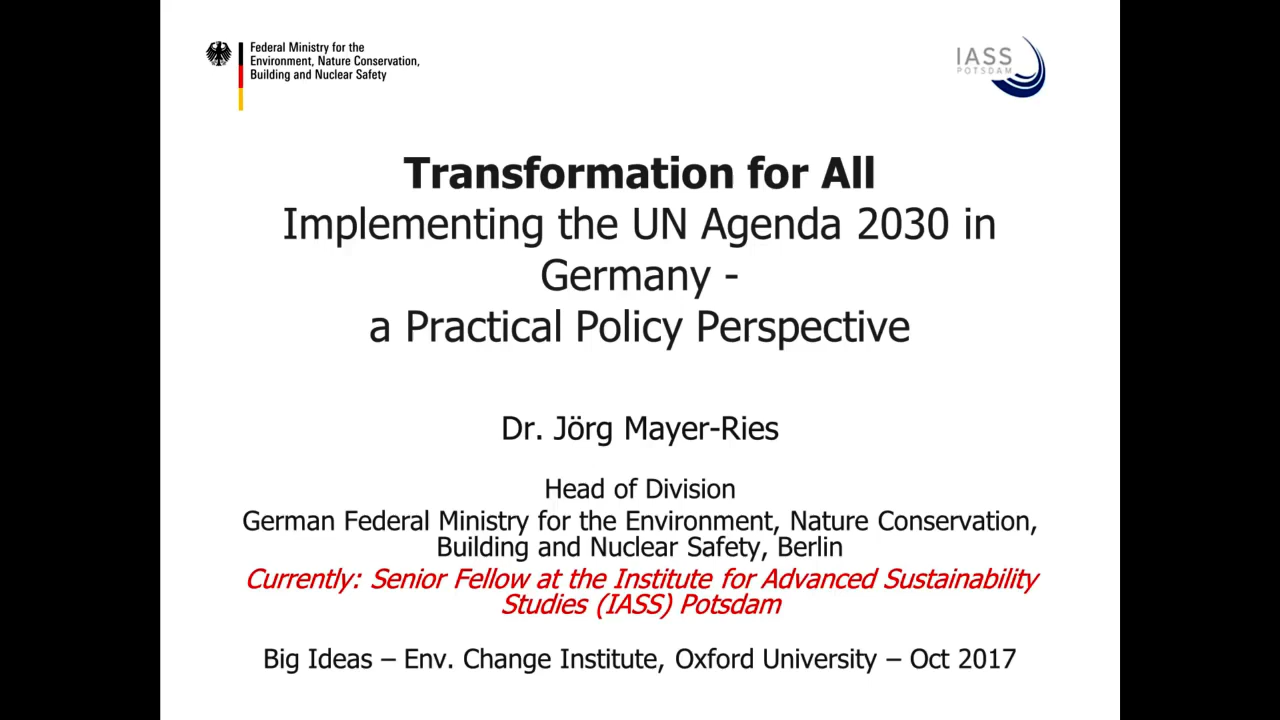 Federal Ministry for the
Environment, Nature Conservation,
Building and Nuclear Safety
IASS
POTSDAM
Transformation for All
Implementing the UN Agenda 2030 in
Germany -
a Practical Policy Perspective
Dr. Jörg Mayer-Ries
Head of Division
German Federal Ministry for the Environment, Nature Conservation,
Building and Nuclear Safety, Berlin
Currently: Senior Fellow at the Institute for Advanced Sustainability
Studies (IASS) Potsdam
Big Ideas – Env. Change Institute, Oxford University – Oct 2017